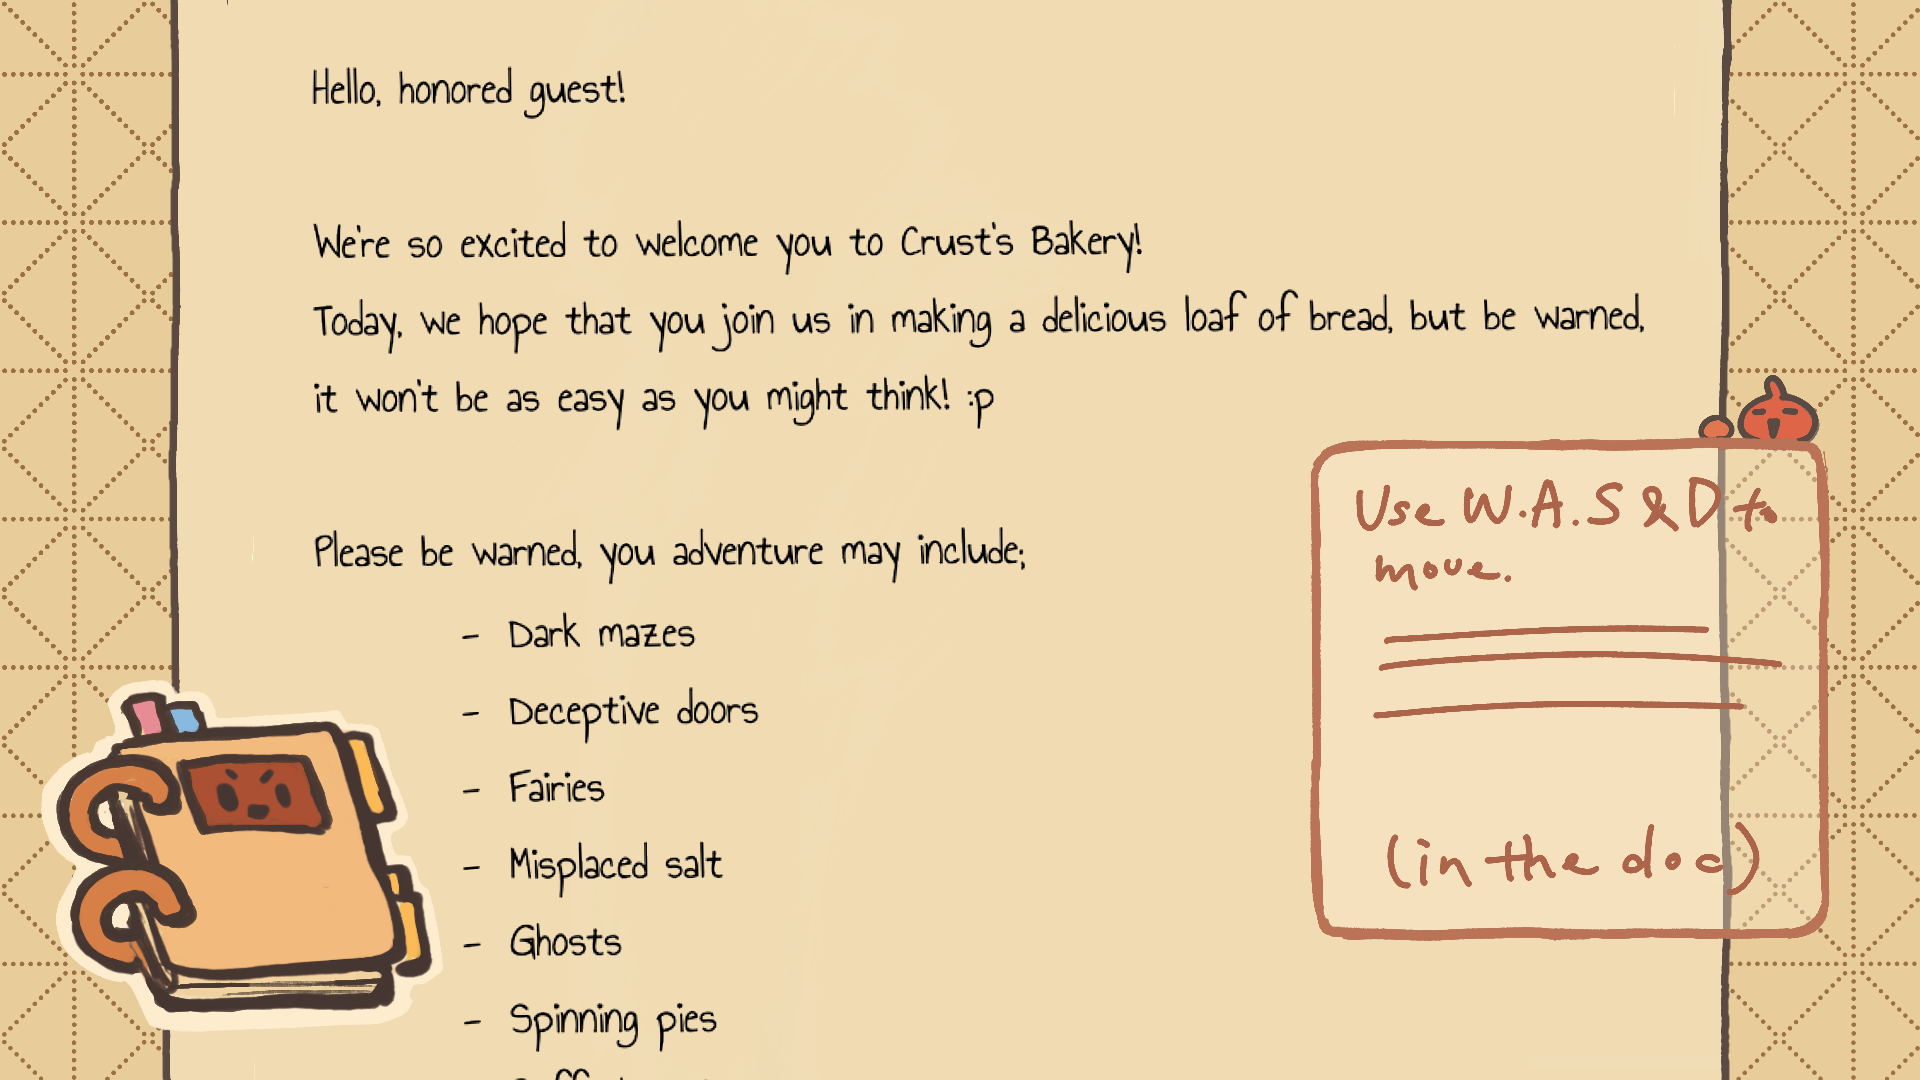 Hello, honored guest!
We're so excited to welcome you to Crust's Bakery!
Today, we hope that you join us in making a delicious loaf of bread, but be warned,
it won't be as easy as you might think! :p
Please be warned, you adventure may include;
- Dark mazes
- Deceptive doors
- Fairies
- Misplaced salt
- Ghosts
- Spinning pies
Use W.A.S & D to
move.
(in the doc)